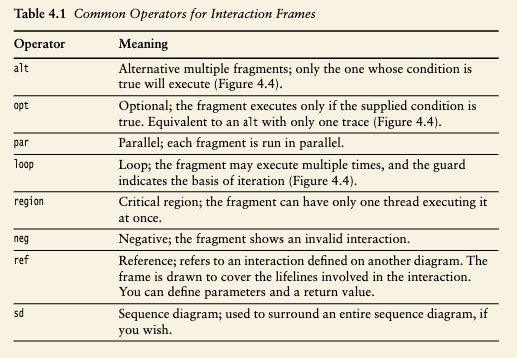 Table 4.1 Common Operators for Interaction Frames
Operator Meaning
alt Alternative multiple fragments; only the one whose condition is
true will execute (Figure 4.4).
opt Optional; the fragment executes only if the supplied condition is
true. Equivalent to an alt with only one trace (Figure 4.4).
par Parallel; each fragment is run in parallel.
loop Loop; the fragment may execute multiple times, and the guard
indicates the basis of iteration (Figure 4.4).
region Critical region; the fragment can have only one thread executing it
at once.
neg Negative; the fragment shows an invalid interaction.
ref Reference; refers to an interaction defined on another diagram. The
frame is drawn to cover the lifelines involved in the interaction.
You can define parameters and a return value.
sd Sequence diagram; used to surround an entire sequence diagram, if
you wish.